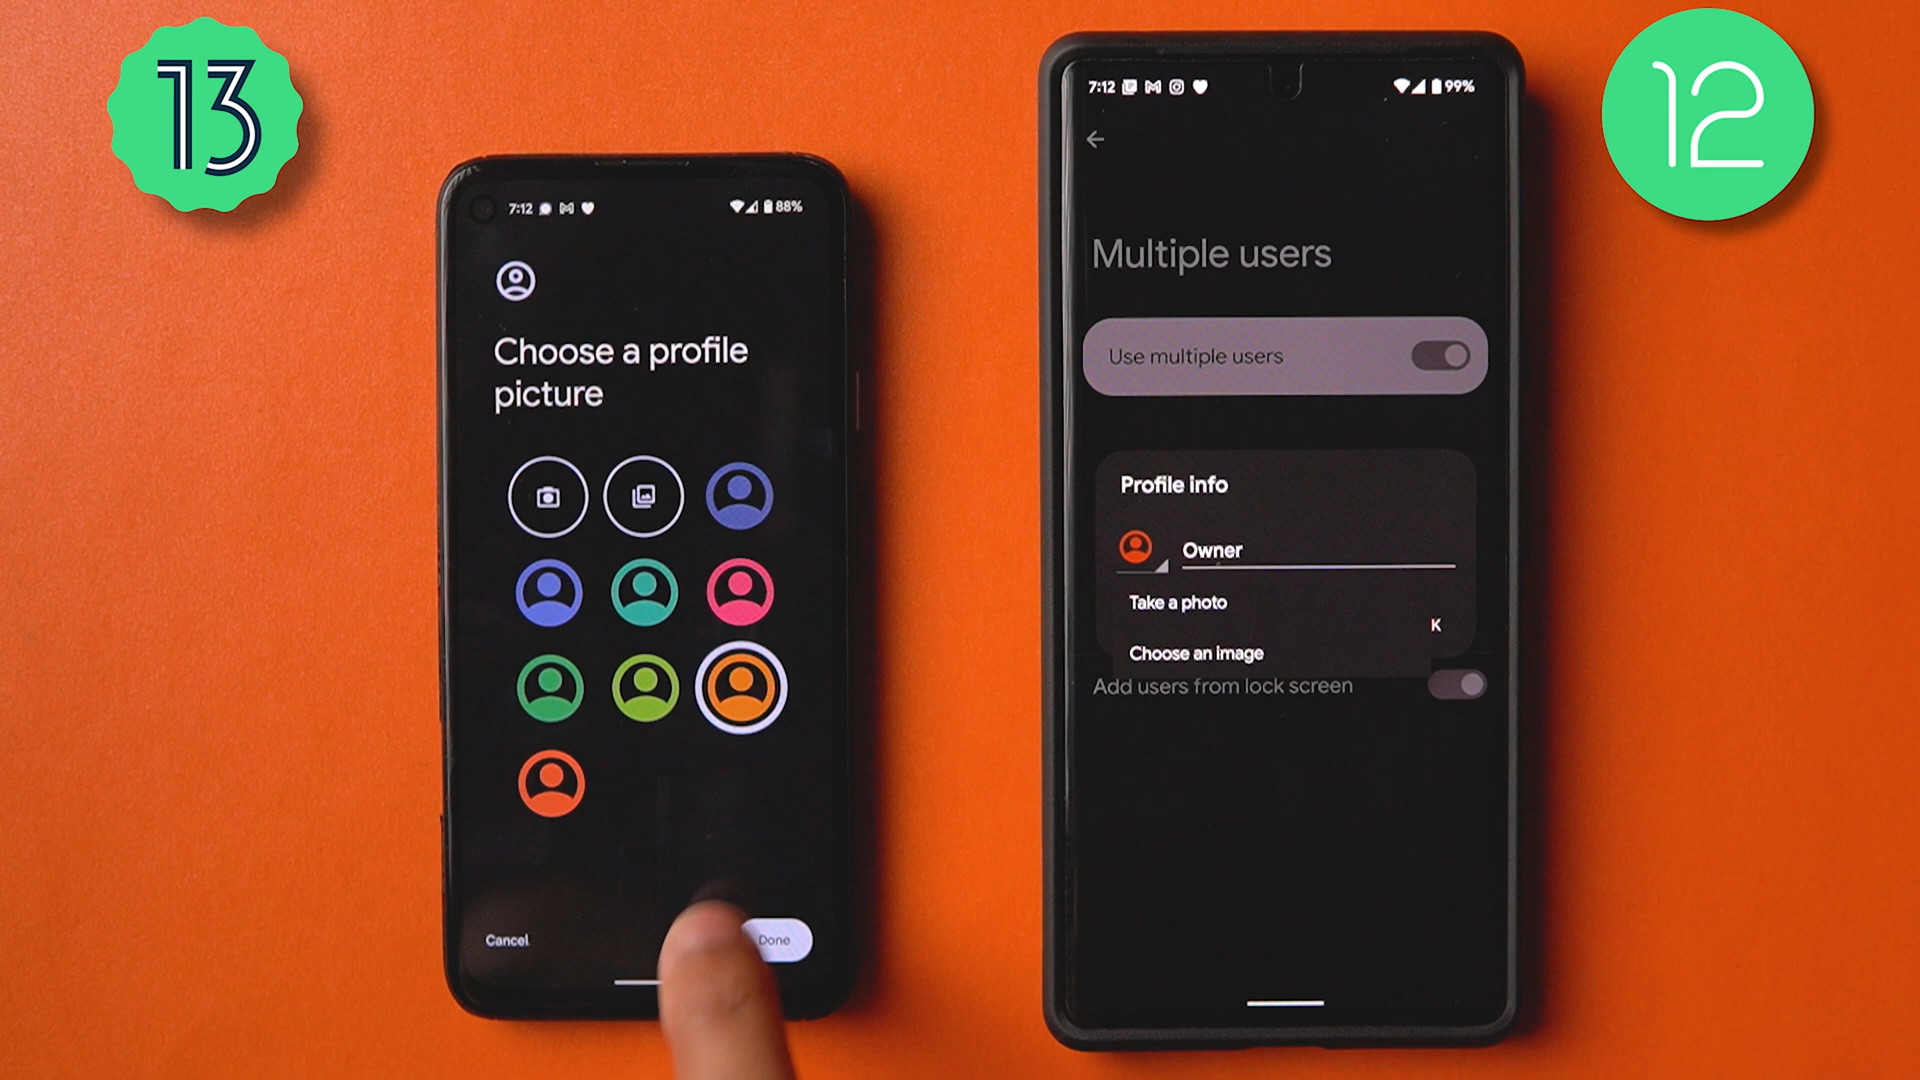 13
7:12
88%
Choose a profile
picture
Cancel
Done
12
7:12
99%
Multiple users
Use multiple users
Profile info
Owner
Take a photo
K
Choose an image
Add users from lock screen